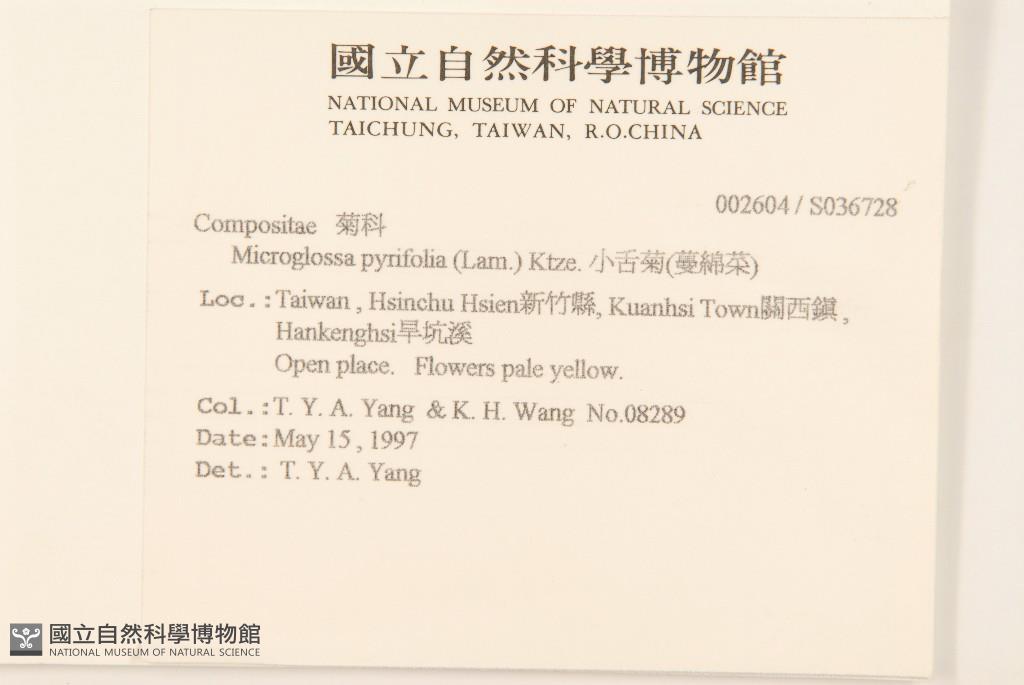 國立自然科學博物館
NATIONAL MUSEUM OF NATURAL SCIENCE
TAICHUNG, TAIWAN, R.O.CHINA
002604 / S036728
Compositae 菊科
Microglossa pyrifolia (Lam.) Ktze. 小舌菊(蔓綿菜)
Loc.: Taiwan , Hsinchu Hsien新竹縣, Kuanhsi Town關西鎭 ,
Hankenghsi旱坑溪
Open place. Flowers pale yellow.
Col.: T. Y. A. Yang & K. H. Wang No.08289
Date: May 15 , 1997
Det.: T. Y. A. Yang
國立自然科學博物館
NATIONAL MUSEUM OF NATURAL SCIENCE